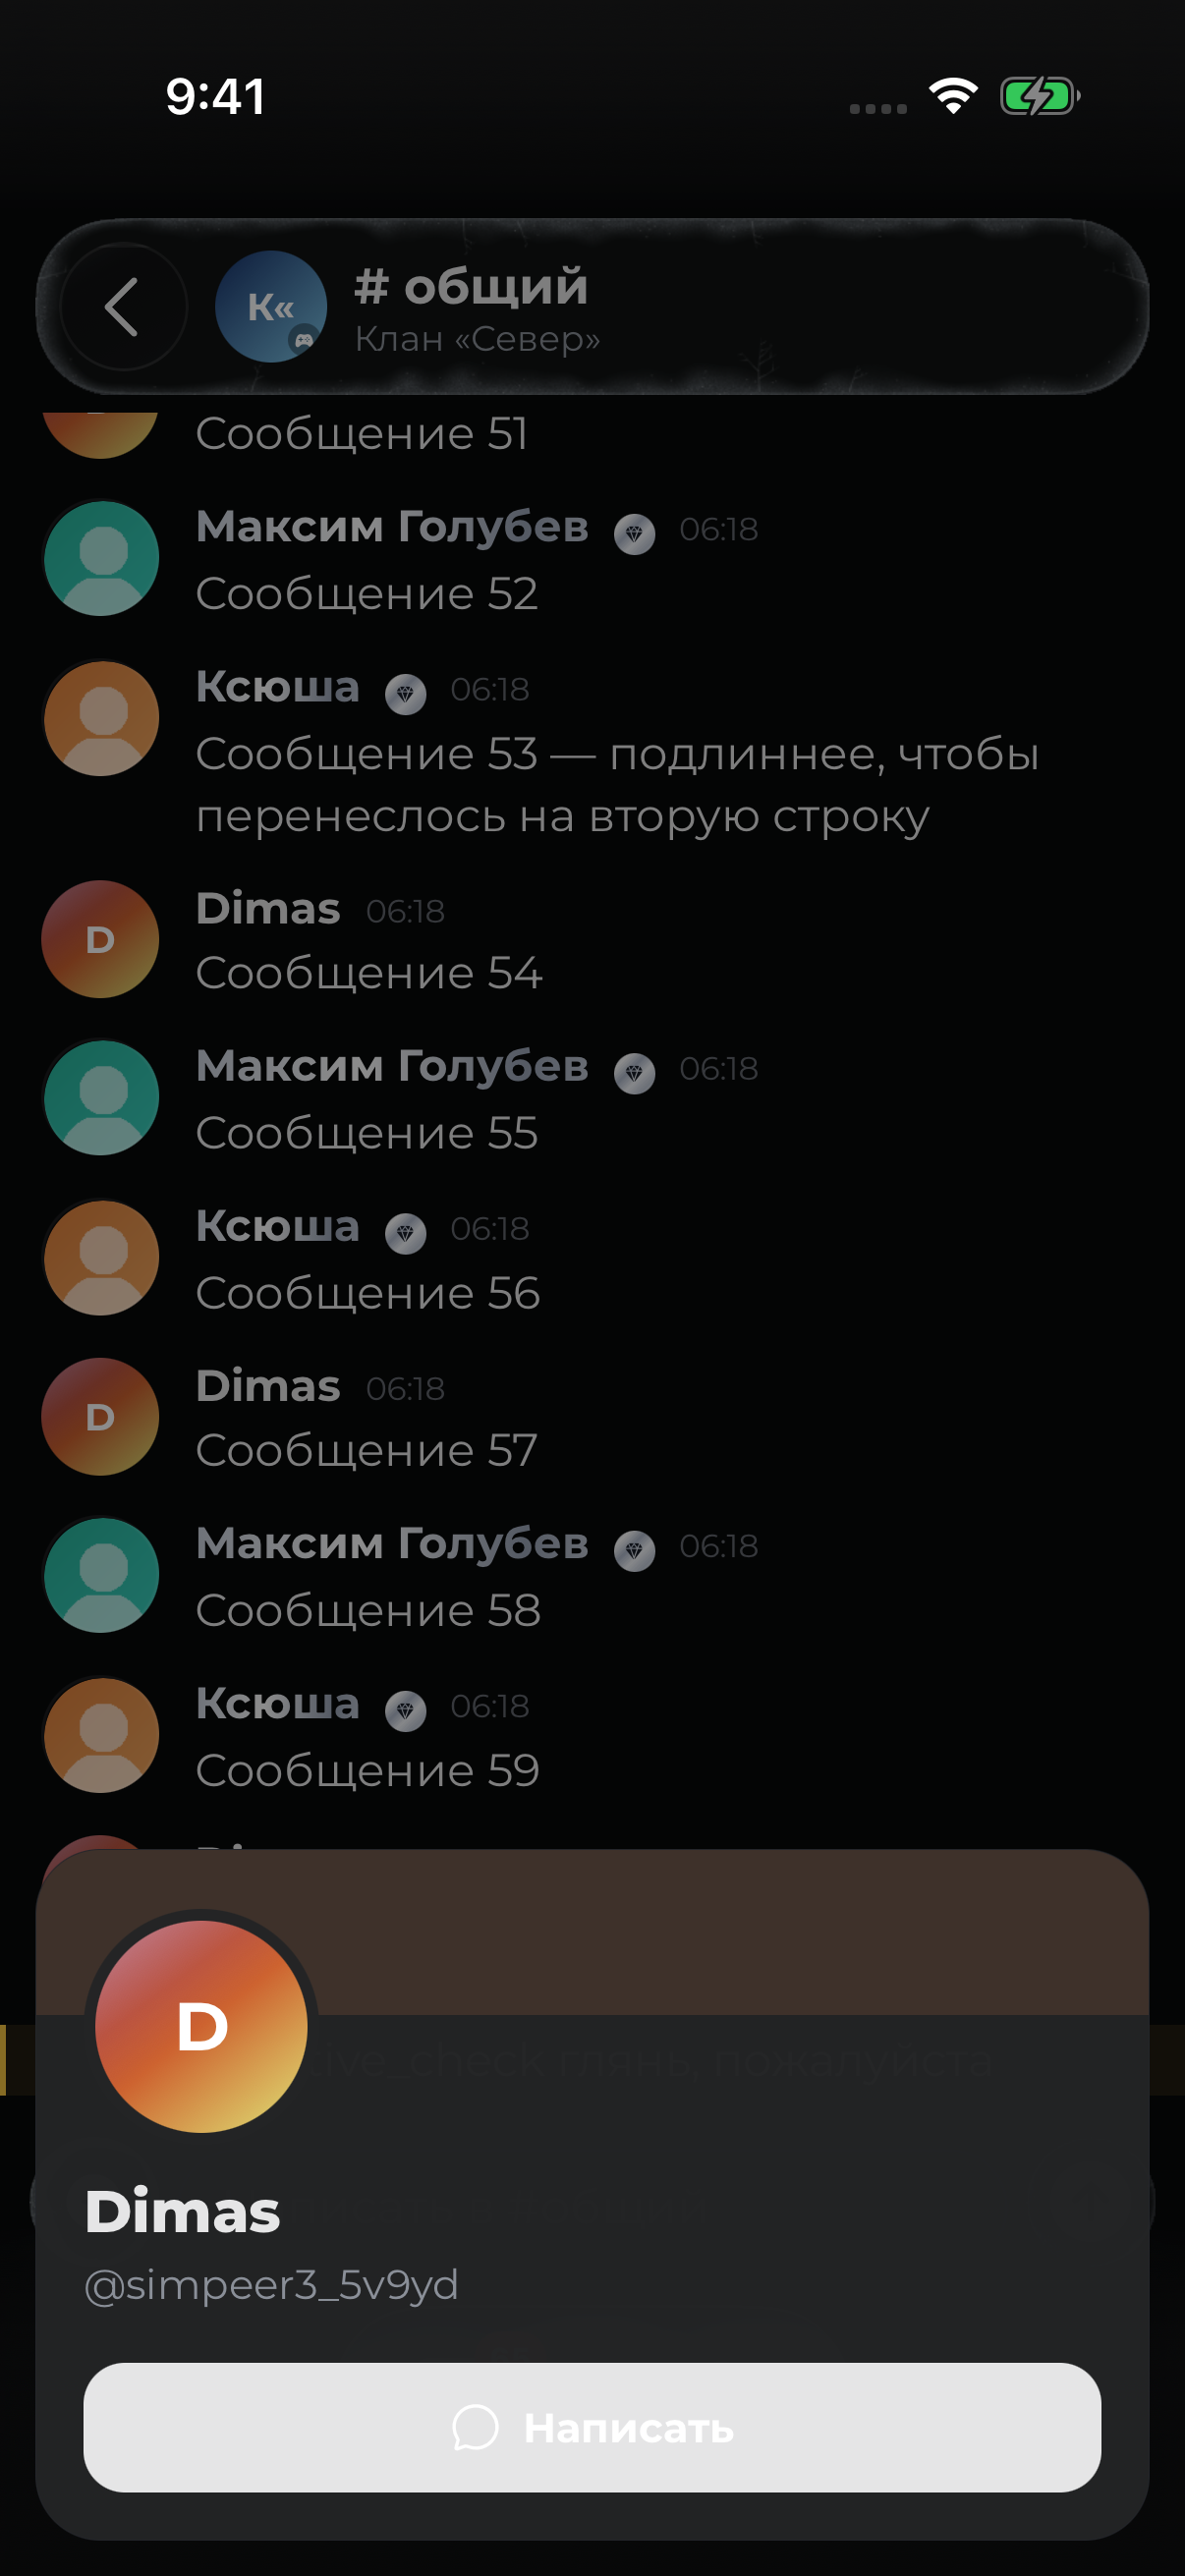 9:41
К«
# общий
Клан «Север»
Сообщение 51
Максим Голубев 06:18
Сообщение 52
Ксюша 06:18
Сообщение 53 — подлиннее, чтобы
перенеслось на вторую строку
Dimas 06:18
D
Сообщение 54
Максим Голубев 06:18
Сообщение 55
Ксюша 06:18
Сообщение 56
Dimas 06:18
D
Сообщение 57
Максим Голубев 06:18
Сообщение 58
Ксюша 06:18
Сообщение 59
D
глянь, пожалуйста
Dimas
@simpeer3_5v9yd
Написать